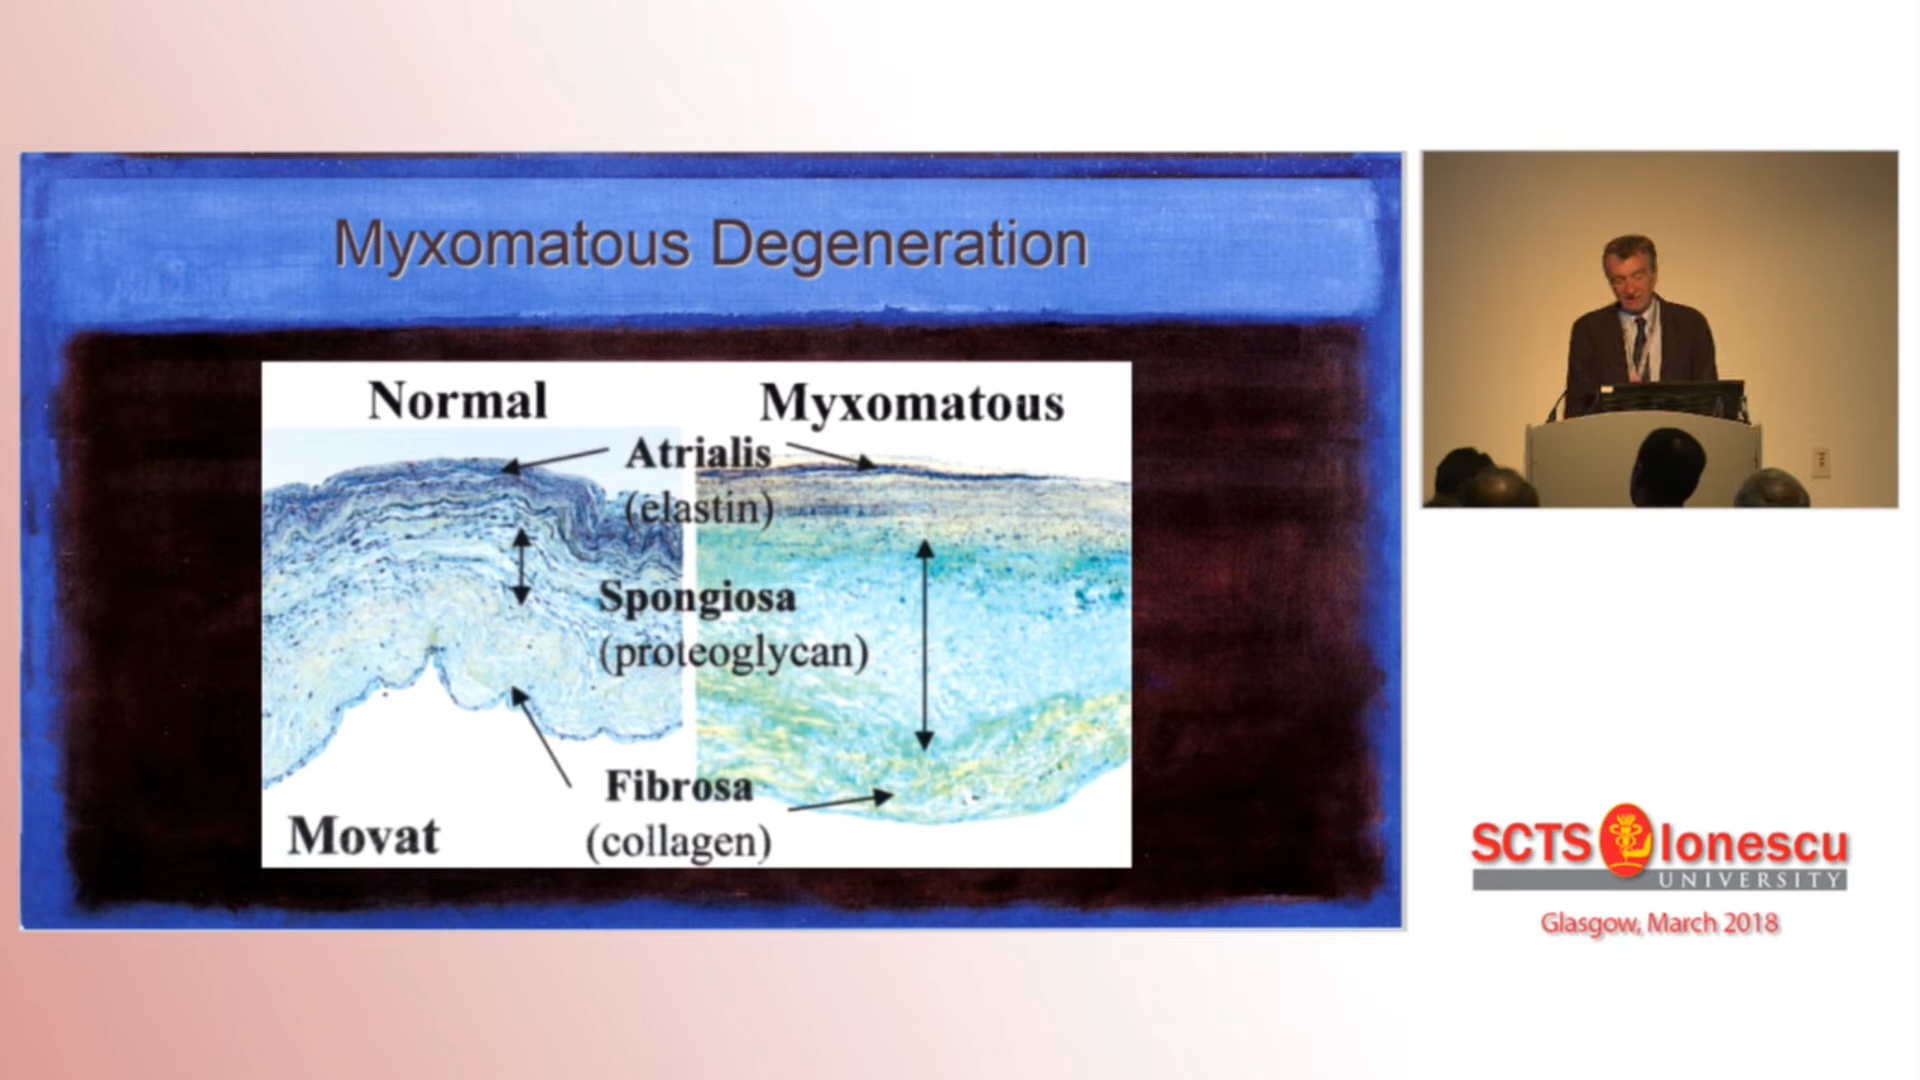 Myxomatous Degeneration
Normal
Myxomatous
Atrialis
(elastin)
Spongiosa
(proteoglycan)
Fibrosa
(collagen)
Movat
SCTS Ionescu
UNIVERSITY
Glasgow, March 2018